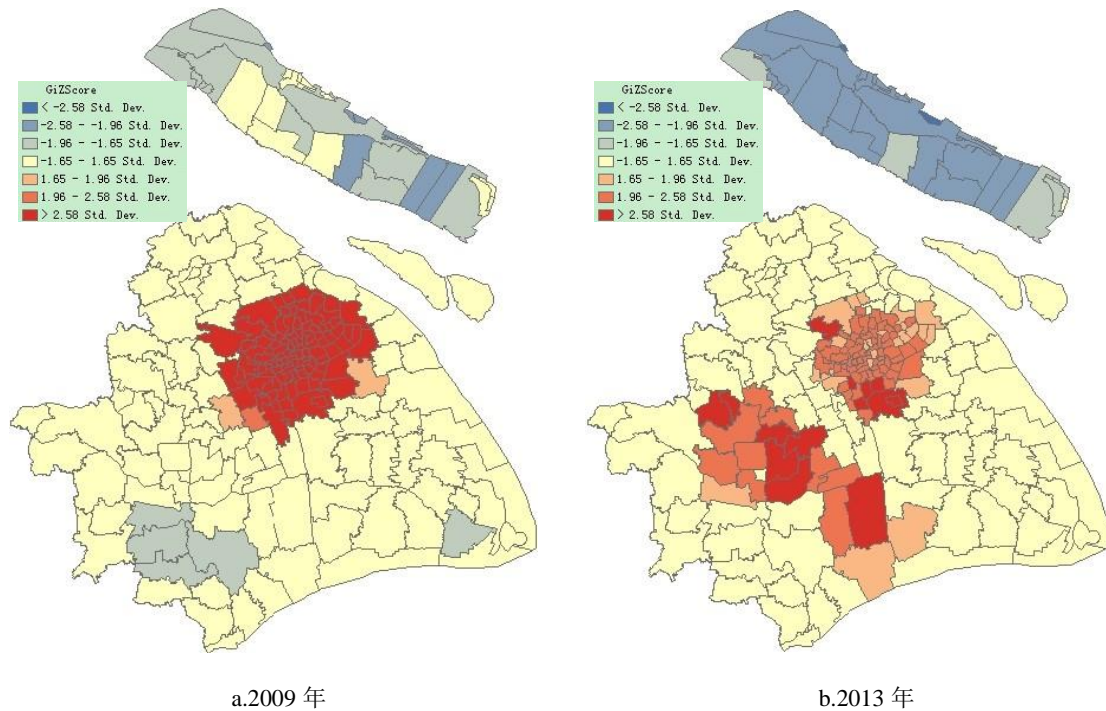 GiZScore
< -2.58 Std. Dev.
-2.58 - -1.96 Std. Dev.
-1.96 - -1.65 Std. Dev.
-1.65 - 1.65 Std. Dev.
1.65 - 1.96 Std. Dev.
1.96 - 2.58 Std. Dev.
> 2.58 Std. Dev.
GiZScore
< -2.58 Std. Dev.
-2.58 - -1.96 Std. Dev.
-1.96 - -1.65 Std. Dev.
-1.65 - 1.65 Std. Dev.
1.65 - 1.96 Std. Dev.
1.96 - 2.58 Std. Dev.
> 2.58 Std. Dev.
a.2009 年
b.2013 年